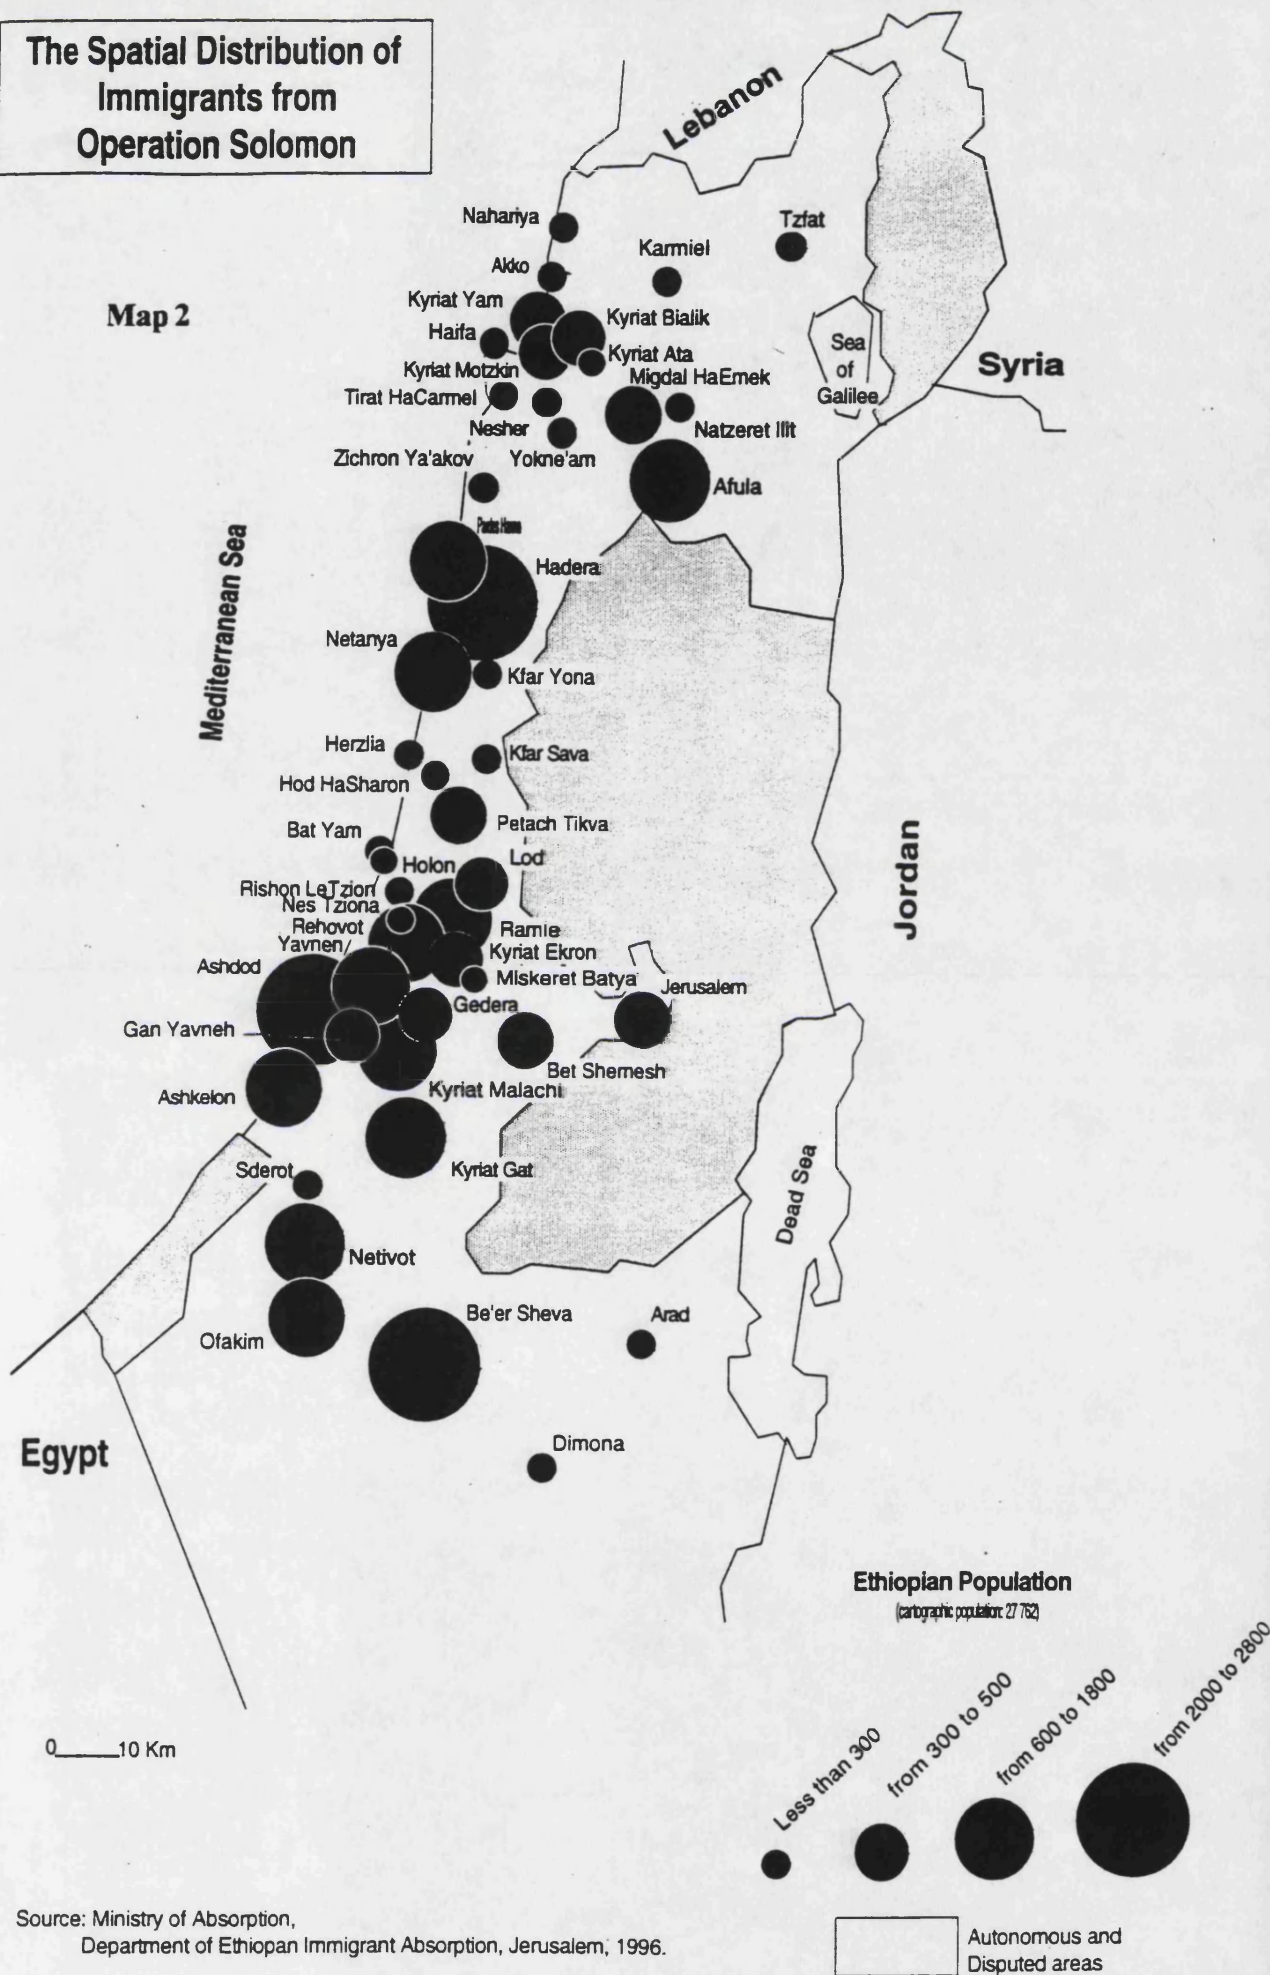 The Spatial Distribution of
Immigrants from
Operation Solomon
Lebanon
Nahariya
Tzfat
Karmiel
Akko
Map 2
Kyriat Yam
Kyriat Bialik
Haifa
Sea
of
Galilee
Syria
Kyriat Ata
Kyriat Motzkin
Migdal HaEmek
Tirat HaCarmel
Nesher
Natzeret Illit
Zichron Ya'akov
Yokne'am
Afula
Mediterranean Sea
Hadera
Netanya
Kfar Yona
Herzlia
Kfar Sava
Hod HaSharon
Petach Tikva
Bat Yam
Jordan
Holon
Lod
Rishon LeTzion
Nes Tziona
Rehovot
Ramle
Yavneh
Kyriat Ekron
Ashdod
Miskeret Batya
Jerusalem
Gedera
Gan Yavneh
Bet Shemesh
Kyriat Malachi
Ashkelon
Sderot
Kyriat Gat
Dead Sea
Netivot
Be'er Sheva
Arad
Ofakim
Egypt
Dimona
Ethiopian Population
(cartographic population: 27 762)
0 10 Km
Less than 300
from 300 to 500
from 600 to 1800
from 2000 to 2800
Source: Ministry of Absorption,
Department of Ethiopan Immigrant Absorption, Jerusalem, 1996.
Autonomous and
Disputed areas